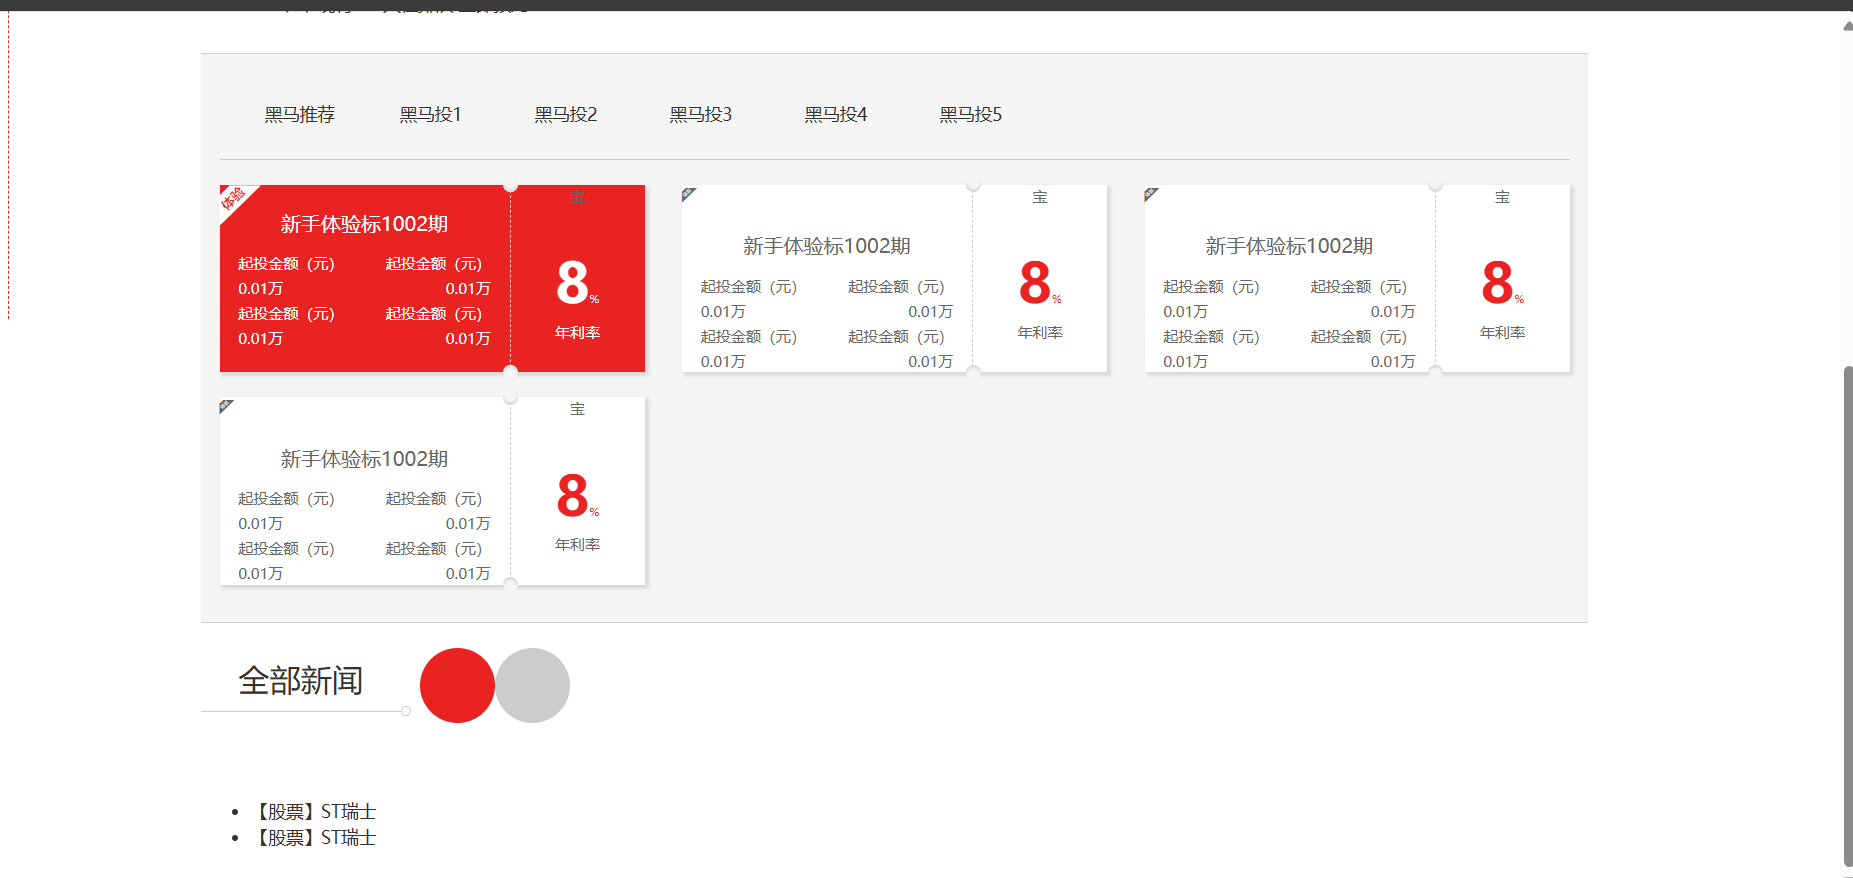 黑马推荐 黑马投1 黑马投2 黑马投3 黑马投4 黑马投5
体验
新手体验标1002期
起投金额（元） 起投金额（元）
0.01万 0.01万
起投金额（元） 起投金额（元）
0.01万 0.01万
宝
8%
年利率
新手体验标1002期
起投金额（元） 起投金额（元）
0.01万 0.01万
起投金额（元） 起投金额（元）
0.01万 0.01万
宝
8%
年利率
新手体验标1002期
起投金额（元） 起投金额（元）
0.01万 0.01万
起投金额（元） 起投金额（元）
0.01万 0.01万
宝
8%
年利率
新手体验标1002期
起投金额（元） 起投金额（元）
0.01万 0.01万
起投金额（元） 起投金额（元）
0.01万 0.01万
宝
8%
年利率
全部新闻
【股票】ST瑞士
【股票】ST瑞士